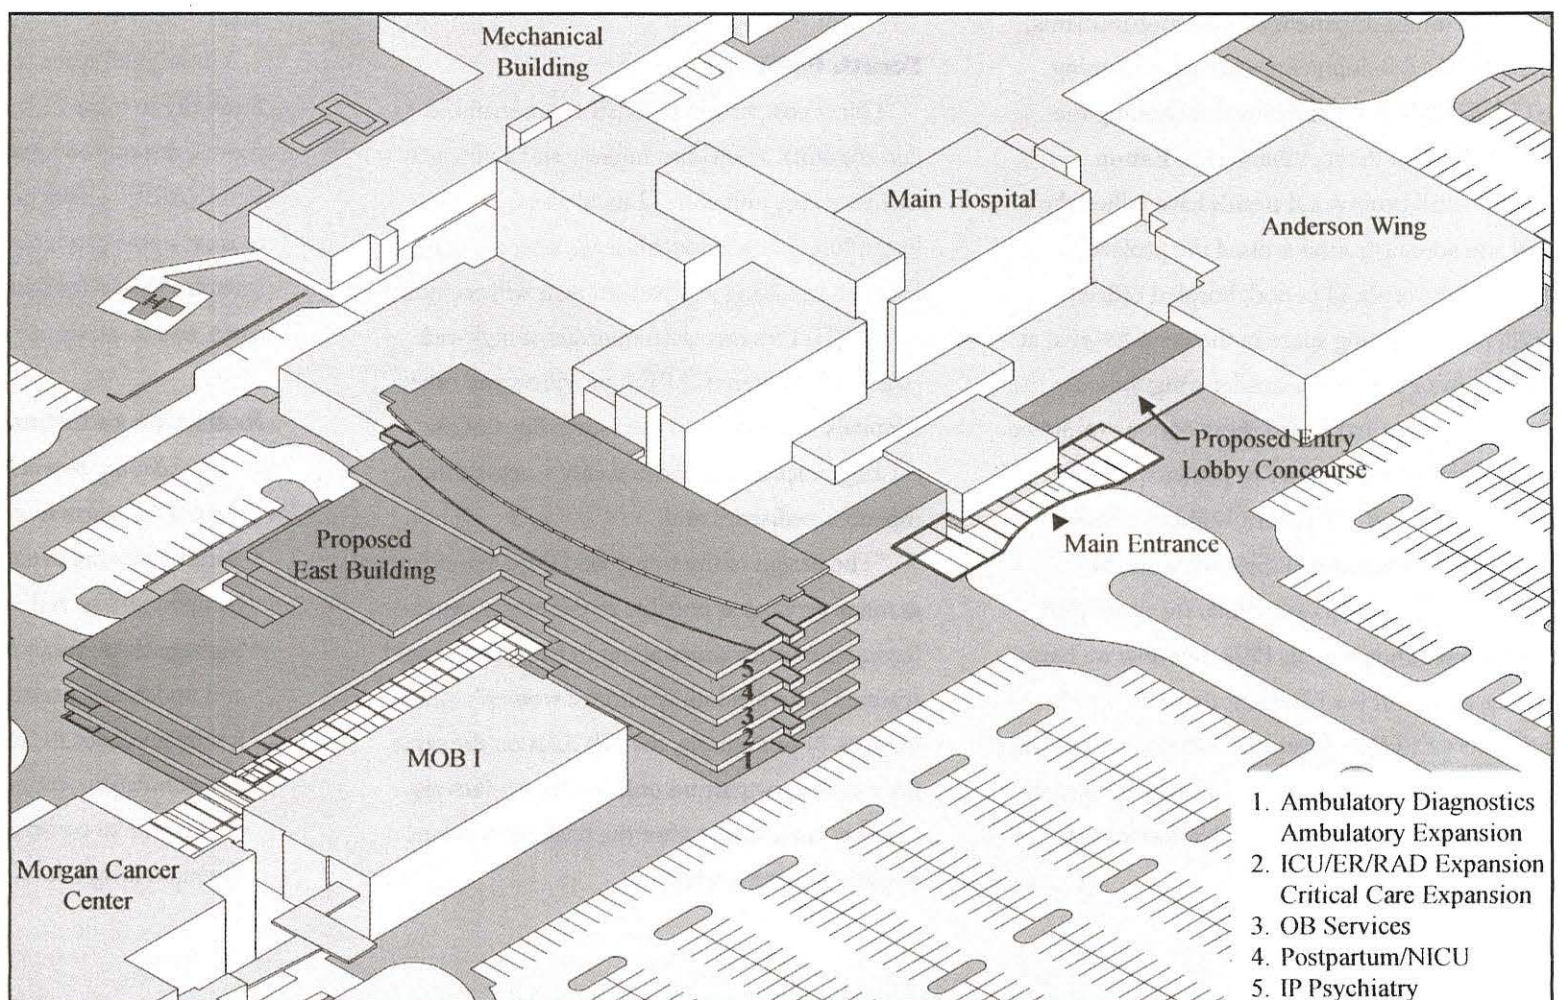 Mechanical
Building
Main Hospital
Anderson Wing
H
Proposed Entry
Lobby Concourse
Main Entrance
Proposed
East Building
5
4
3
2
1
MOB I
Morgan Cancer
Center
1. Ambulatory Diagnostics
Ambulatory Expansion
2. ICU/ER/RAD Expansion
Critical Care Expansion
3. OB Services
4. Postpartum/NICU
5. IP Psychiatry